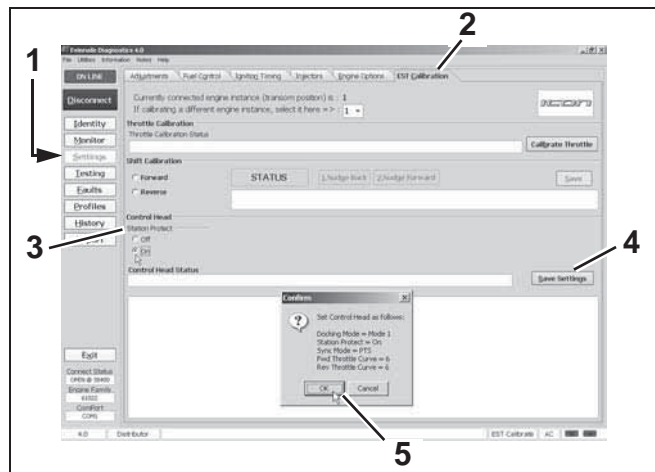 Evinrude Diagnostics 4.0
File Utilities Information Notes Help
ON LINE
Disconnect
Identity
Monitor
Settings
Testing
Faults
Profiles
History
Exit
Connect Status
OPEN @ 38400
Engine Family
ComPort
COM1
Adjustments Fuel Control Ignition Timing Injectors Engine Options EST Calibration
Currently connected engine instance (transom position) is : 1
If calibrating a different engine instance, select it here => : 1
ICON
Throttle Calibration
Throttle Calibration Status
Calibrate Throttle
Shift Calibration
Forward
STATUS
1.Nudge Back 2.Nudge Forward
Save
Reverse
Control Head
Station Protect
Off
On
Control Head Status
Save Settings
Confirm
Set Control Head as follows:
Docking Mode = Mode 1
Station Protect = On
Sync Mode = PTS
Fwd Throttle Curve = 6
Rev Throttle Curve = 6
OK Cancel
4.0 Distributor EST Calibrate AC
1
2
3
4
5